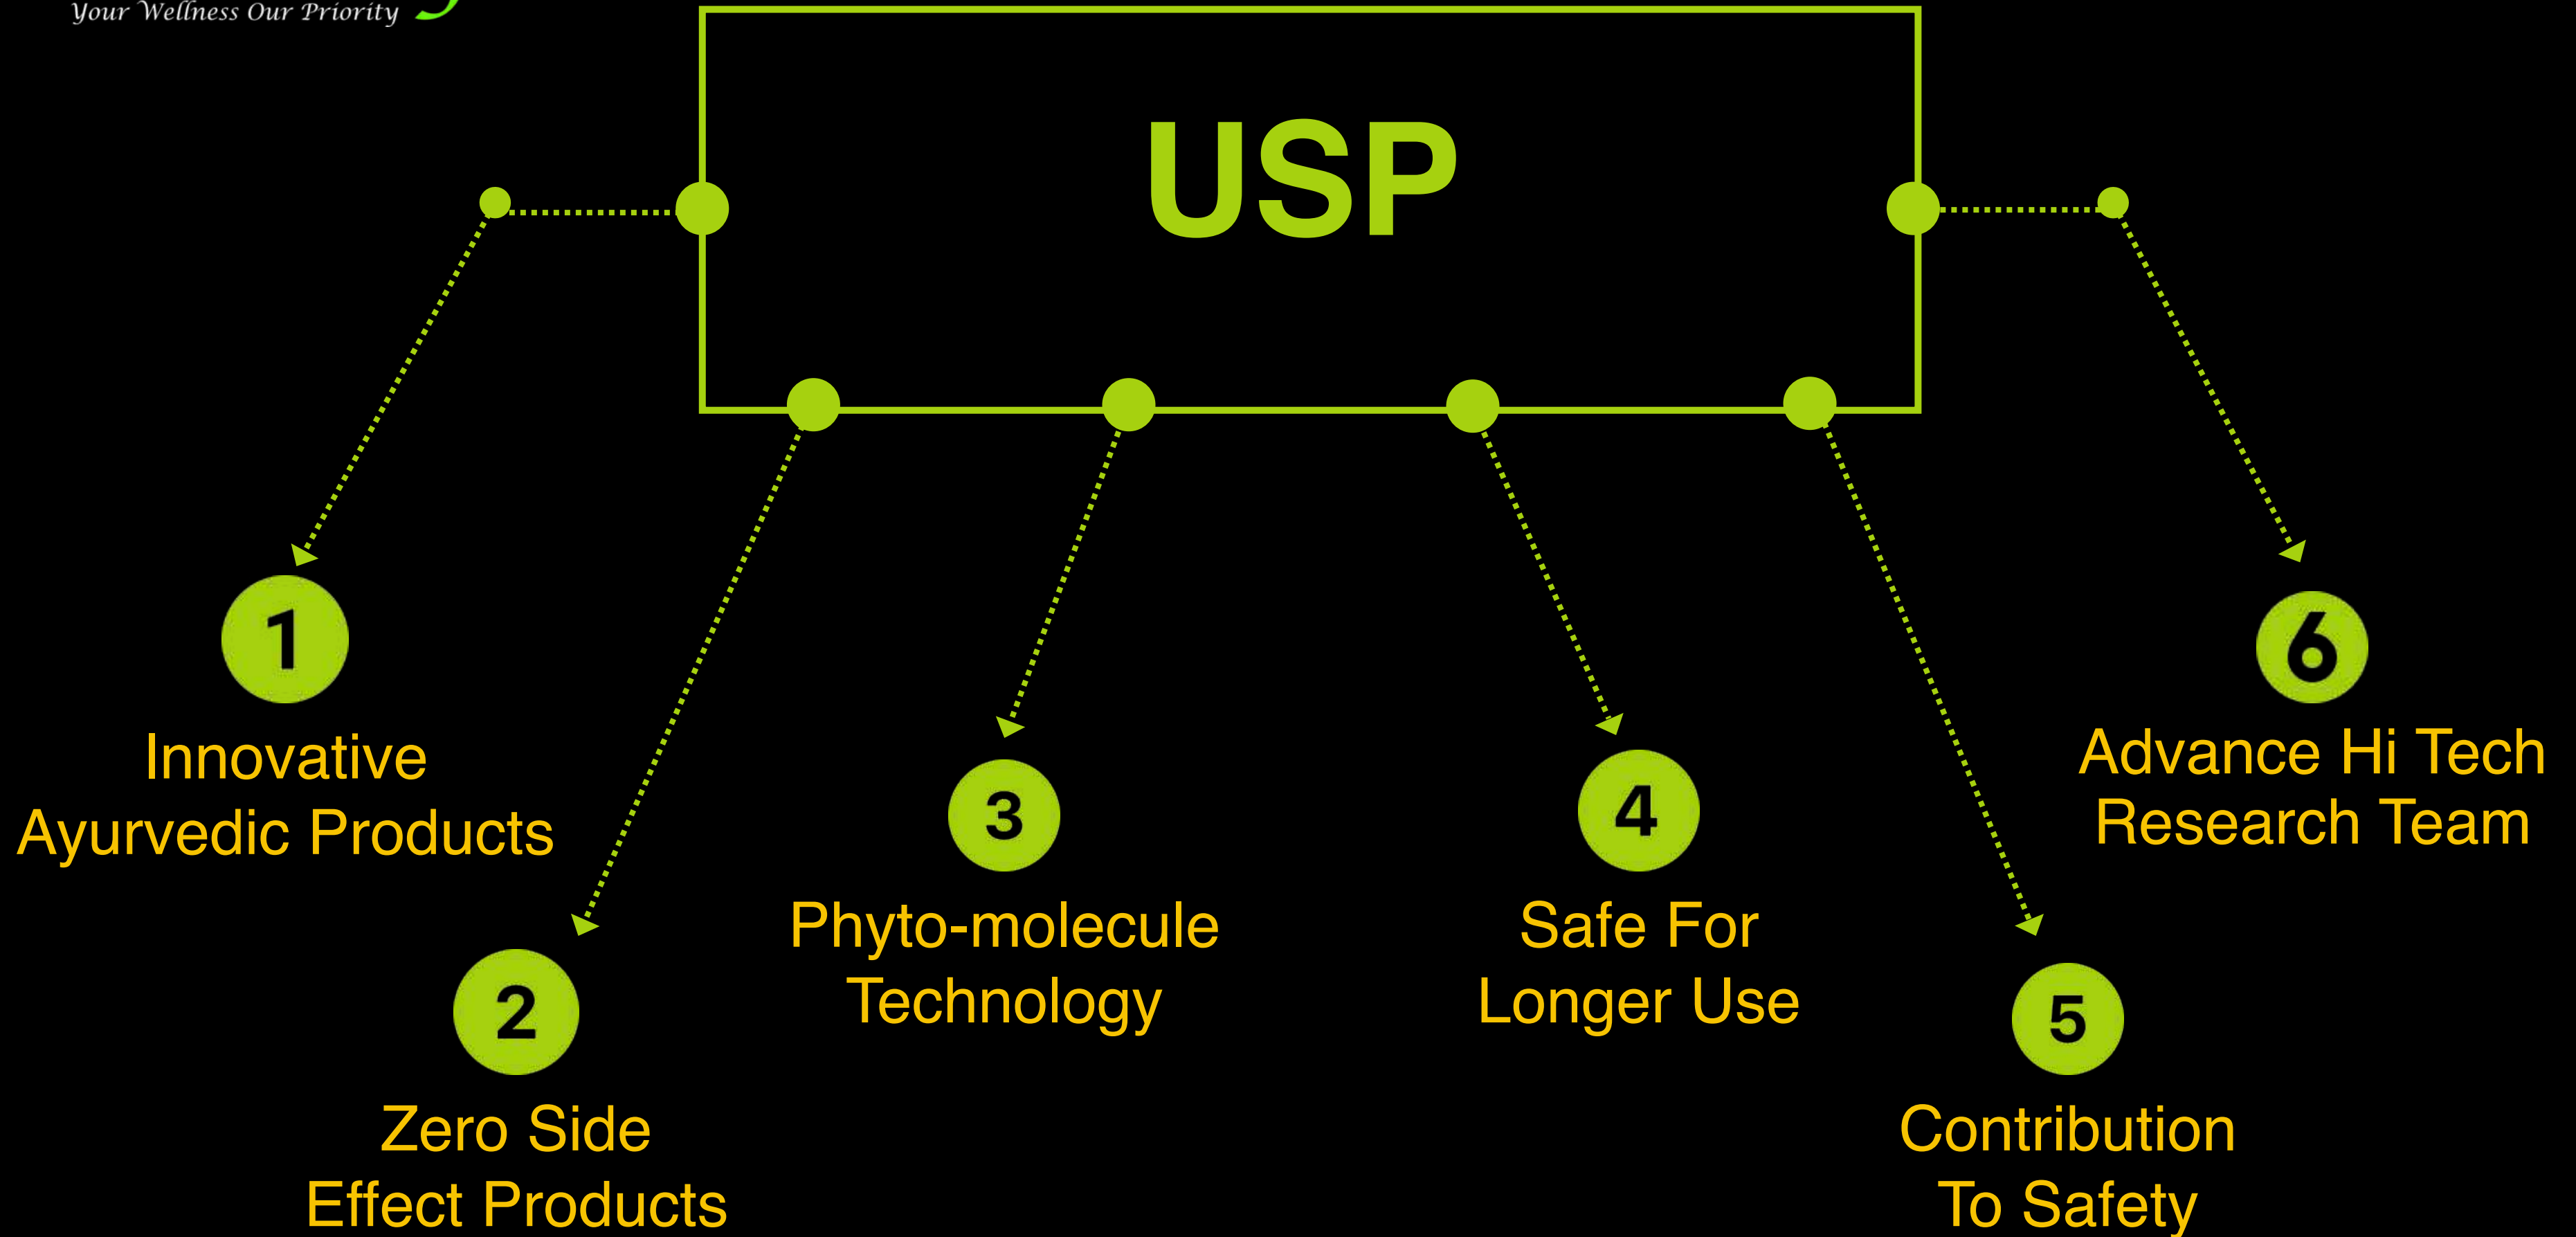 Your Wellness Our Priority
USP
1
Innovative
Ayurvedic Products
2
Zero Side
Effect Products
3
Phyto-molecule
Technology
4
Safe For
Longer Use
5
Contribution
To Safety
6
Advance Hi Tech
Research Team